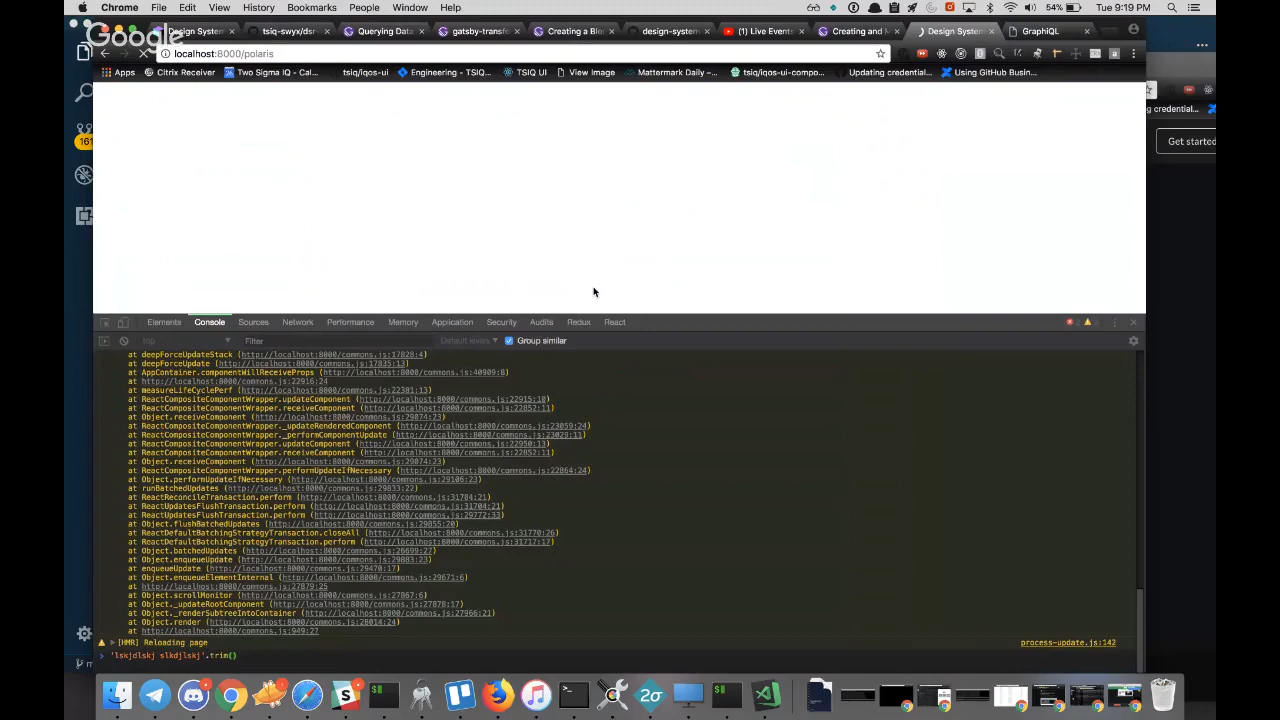 Chrome File Edit View History Bookmarks People Window Help 54% Tue 9:19 PM
Google
Design System tsiq-swyx/dsr Querying Data gatsby-transfe Creating a Blo design-system (1) Live Events Creating and M Design System GraphiQL
localhost:8000/polaris
Apps Citrix Receiver Two Sigma IQ - Cal... tsiq/iqos-ui Engineering - TSIQ... TSIQ UI View Image Mattermark Daily –... tsiq/iqos-ui-compo... Updating credential... Using GitHub Busin...
ng credential...
Get started
161
Elements Console Sources Network Performance Memory Application Security Audits Redux React
top Filter Default levels Group similar
at deepForceUpdateStack (http://localhost:8000/commons.js:17828:4)
at deepForceUpdate (http://localhost:8000/commons.js:17835:13)
at AppContainer.componentWillReceiveProps (http://localhost:8000/commons.js:40909:8)
at http://localhost:8000/commons.js:22916:24
at measureLifeCyclePerf (http://localhost:8000/commons.js:22381:13)
at ReactCompositeComponentWrapper.updateComponent (http://localhost:8000/commons.js:22915:10)
at ReactCompositeComponentWrapper.receiveComponent (http://localhost:8000/commons.js:22852:11)
at Object.receiveComponent (http://localhost:8000/commons.js:29074:23)
at ReactCompositeComponentWrapper._updateRenderedComponent (http://localhost:8000/commons.js:23059:24)
at ReactCompositeComponentWrapper._performComponentUpdate (http://localhost:8000/commons.js:23029:11)
at ReactCompositeComponentWrapper.updateComponent (http://localhost:8000/commons.js:22950:13)
at ReactCompositeComponentWrapper.receiveComponent (http://localhost:8000/commons.js:22852:11)
at Object.receiveComponent (http://localhost:8000/commons.js:29074:23)
at ReactCompositeComponentWrapper.performUpdateIfNecessary (http://localhost:8000/commons.js:22864:24)
at Object.performUpdateIfNecessary (http://localhost:8000/commons.js:29106:23)
at runBatchedUpdates (http://localhost:8000/commons.js:29833:22)
at ReactReconcileTransaction.perform (http://localhost:8000/commons.js:31704:21)
at ReactUpdatesFlushTransaction.perform (http://localhost:8000/commons.js:31704:21)
at ReactUpdatesFlushTransaction.perform (http://localhost:8000/commons.js:29772:33)
at Object.flushBatchedUpdates (http://localhost:8000/commons.js:29855:20)
at ReactDefaultBatchingStrategyTransaction.closeAll (http://localhost:8000/commons.js:31770:26)
at ReactDefaultBatchingStrategyTransaction.perform (http://localhost:8000/commons.js:31717:17)
at Object.batchedUpdates (http://localhost:8000/commons.js:26699:27)
at Object.enqueueUpdate (http://localhost:8000/commons.js:29883:23)
at enqueueUpdate (http://localhost:8000/commons.js:29470:17)
at Object.enqueueElementInternal (http://localhost:8000/commons.js:29671:6)
at http://localhost:8000/commons.js:27879:25
at Object.scrollMonitor (http://localhost:8000/commons.js:27867:6)
at Object._updateRootComponent (http://localhost:8000/commons.js:27878:17)
at Object._renderSubtreeIntoContainer (http://localhost:8000/commons.js:27966:21)
at Object.render (http://localhost:8000/commons.js:28014:24)
at http://localhost:8000/commons.js:949:27
[HMR] Reloading page process-update.js:142
> 'lskjdlskj slkdjlskj'.trim()